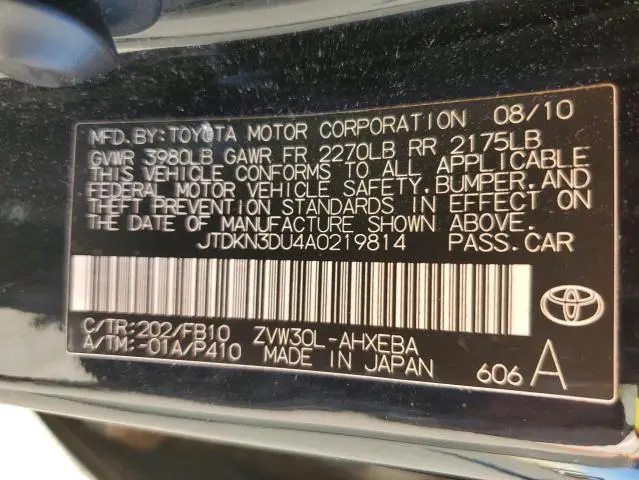 MFD. BY: TOYOTA MOTOR CORPORATION 08/10
GVWR 3980LB GAWR FR 2270LB RR 2175LB
THIS VEHICLE CONFORMS TO ALL APPLICABLE
FEDERAL MOTOR VEHICLE SAFETY, BUMPER, AND
THEFT PREVENTION STANDARDS IN EFFECT ON
THE DATE OF MANUFACTURE SHOWN ABOVE.
JTDKN3DU4A0219814 PASS. CAR
C/TR: 202/FB10 ZVW30L-AHXEBA
A/TM: -01A/P410 MADE IN JAPAN 606 A